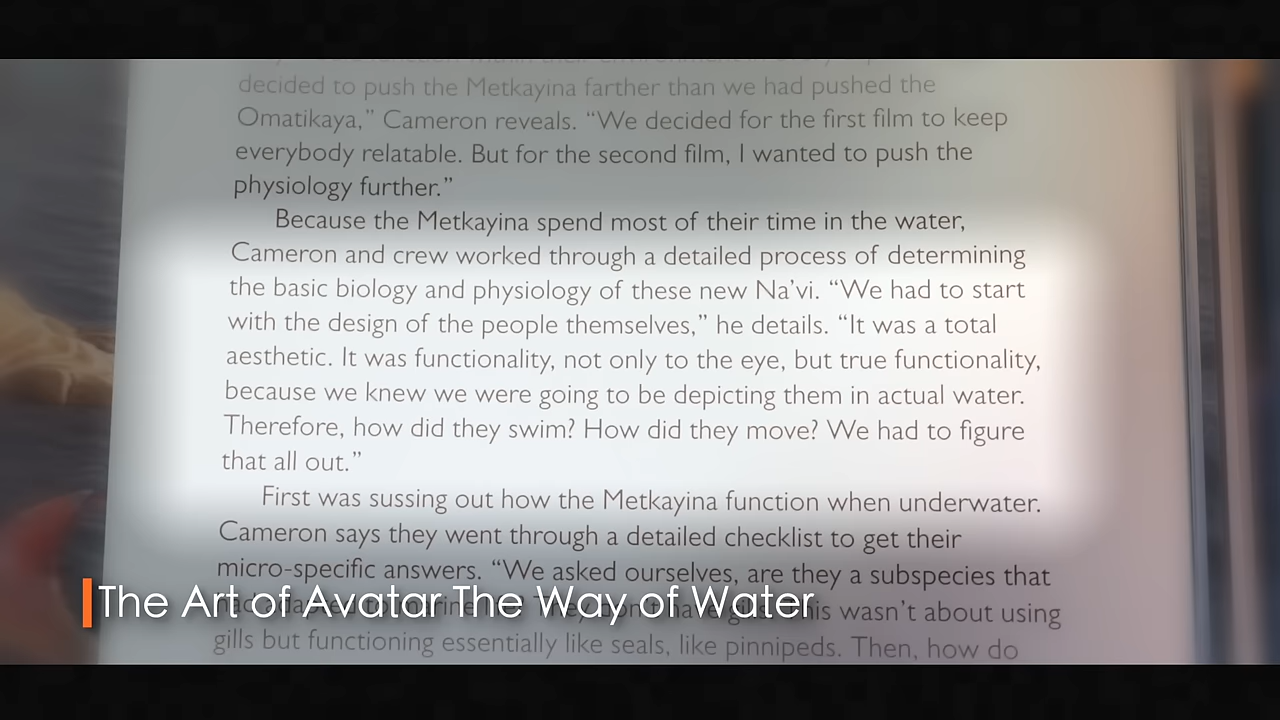 decided to push the Metkayina farther than we had pushed the
Omatikaya,” Cameron reveals. “We decided for the first film to keep
everybody relatable. But for the second film, I wanted to push the
physiology further.”
Because the Metkayina spend most of their time in the water,
Cameron and crew worked through a detailed process of determining
the basic biology and physiology of these new Na’vi. “We had to start
with the design of the people themselves,” he details. “It was a total
aesthetic. It was functionality, not only to the eye, but true functionality,
because we knew we were going to be depicting them in actual water.
Therefore, how did they swim? How did they move? We had to figure
that all out.”
First was sussing out how the Metkayina function when underwater.
Cameron says they went through a detailed checklist to get their
micro-specific answers. “We asked ourselves, are they a subspecies that
The Art of Avatar The Way of Water
this wasn’t about using
gills but functioning essentially like seals, like pinnipeds. Then, how do